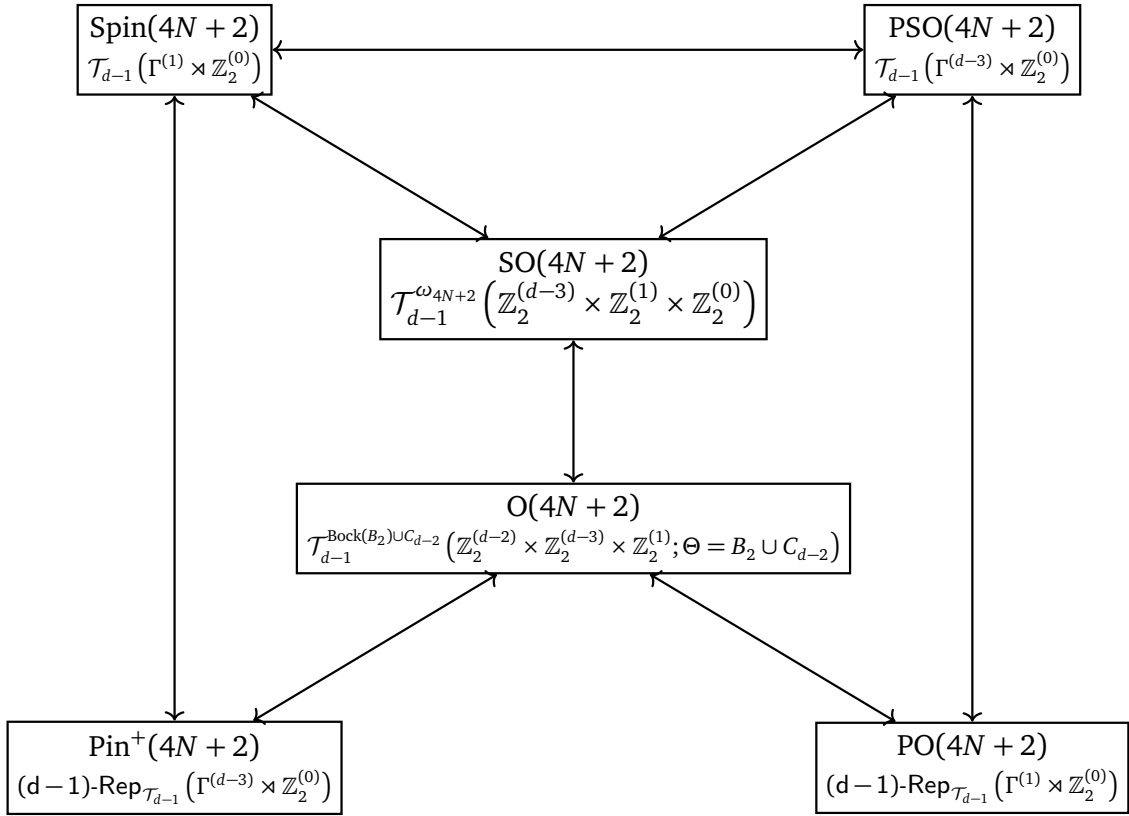 Spin(4N + 2)
𝒯_{d−1} (Γ^{(1)} ⋊ ℤ_2^{(0)})
PSO(4N + 2)
𝒯_{d−1} (Γ^{(d−3)} ⋊ ℤ_2^{(0)})
SO(4N + 2)
𝒯_{d−1}^{ω_{4N+2}} (ℤ_2^{(d−3)} × ℤ_2^{(1)} × ℤ_2^{(0)})
O(4N + 2)
𝒯_{d−1}^{Bock(B_2)∪C_{d−2}} (ℤ_2^{(d−2)} × ℤ_2^{(d−3)} × ℤ_2^{(1)}; Θ = B_2 ∪ C_{d−2})
Pin^+(4N + 2)
(d − 1)-Rep_{𝒯_{d−1}} (Γ^{(d−3)} ⋊ ℤ_2^{(0)})
PO(4N + 2)
(d − 1)-Rep_{𝒯_{d−1}} (Γ^{(1)} ⋊ ℤ_2^{(0)})